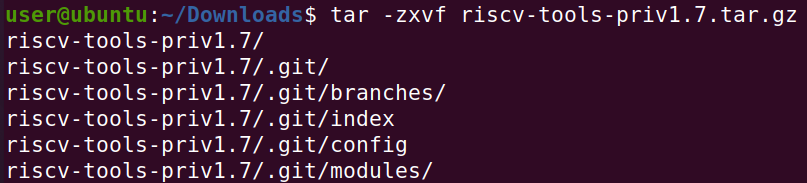 user@ubuntu:~/Downloads$ tar -zxvf riscv-tools-priv1.7.tar.gz
riscv-tools-priv1.7/
riscv-tools-priv1.7/.git/
riscv-tools-priv1.7/.git/branches/
riscv-tools-priv1.7/.git/index
riscv-tools-priv1.7/.git/config
riscv-tools-priv1.7/.git/modules/